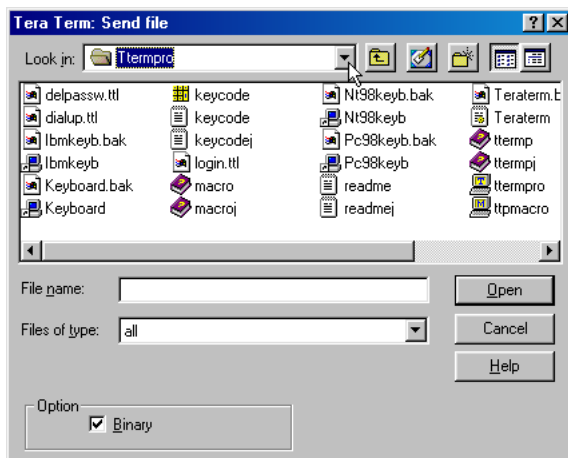 Tera Term: Send file
Look in: Ttermpro
delpassw.ttl keycode Nt98keyb.bak Teraterm.b
dialup.ttl keycode Nt98keyb Teraterm
Ibmkeyb.bak keycodej Pc98keyb.bak ttermp
Ibmkeyb login.ttl Pc98keyb ttermpj
Keyboard.bak macro readme ttermpro
Keyboard macroj readmej ttpmacro
File name: Open
Files of type: all Cancel
Help
Option
Binary